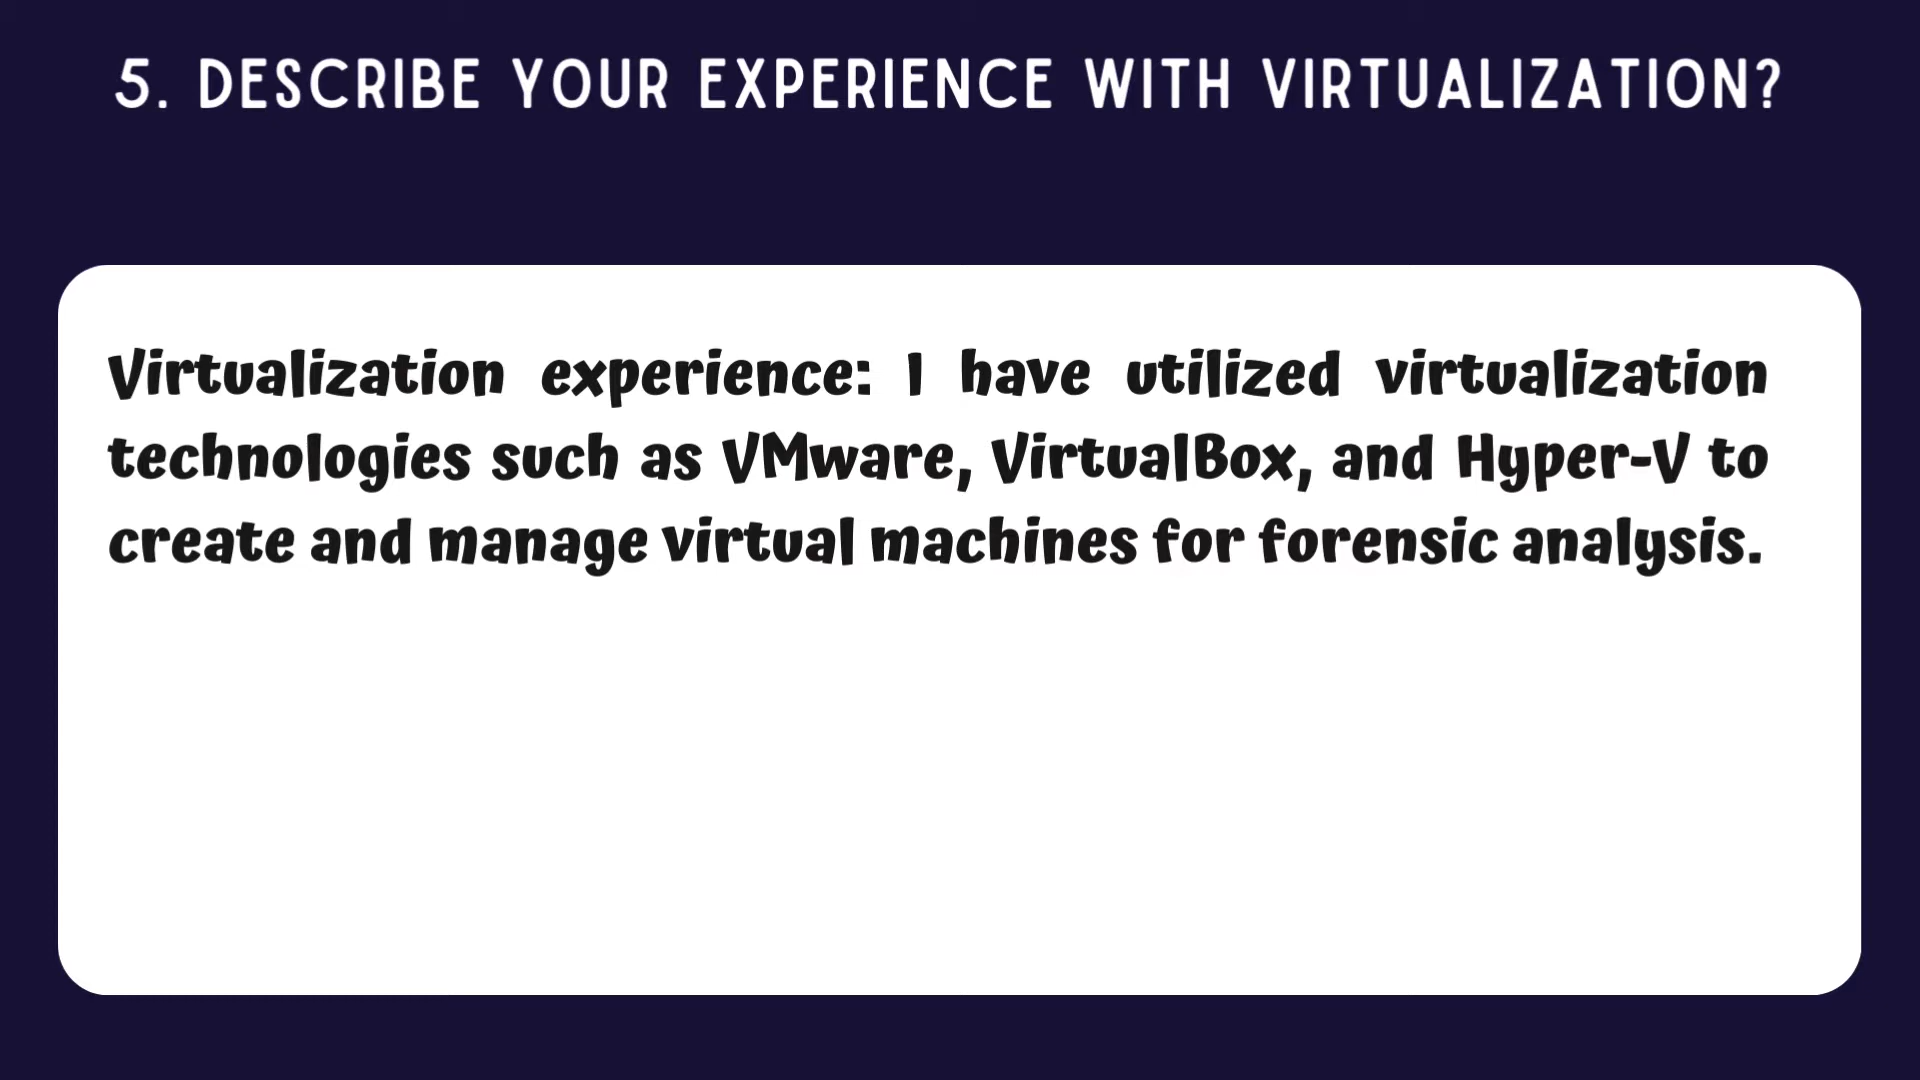 5. DESCRIBE YOUR EXPERIENCE WITH VIRTUALIZATION?
Virtualization experience: I have utilized virtualization
technologies such as VMware, VirtualBox, and Hyper-V to
create and manage virtual machines for forensic analysis.